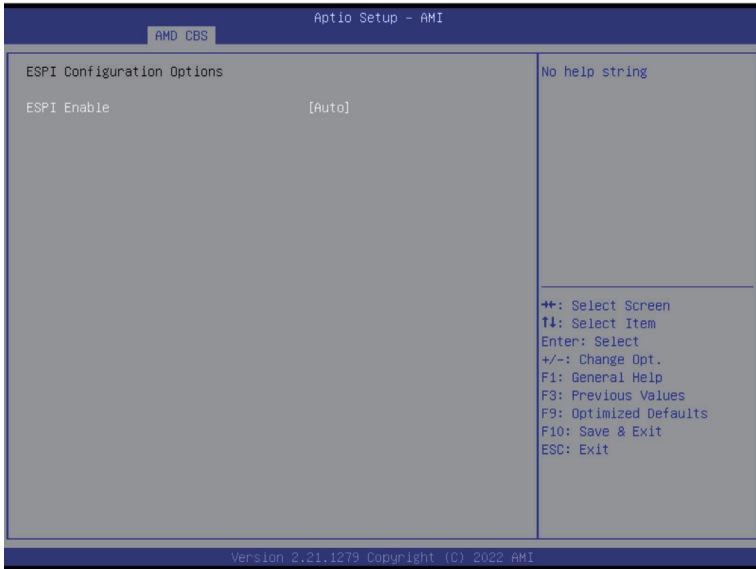 Aptio Setup – AMI
AMD CBS
ESPI Configuration Options
ESPI Enable [Auto]
No help string
→←: Select Screen
↑↓: Select Item
Enter: Select
+/-: Change Opt.
F1: General Help
F3: Previous Values
F9: Optimized Defaults
F10: Save & Exit
ESC: Exit
Version 2.21.1279 Copyright (C) 2022 AMI